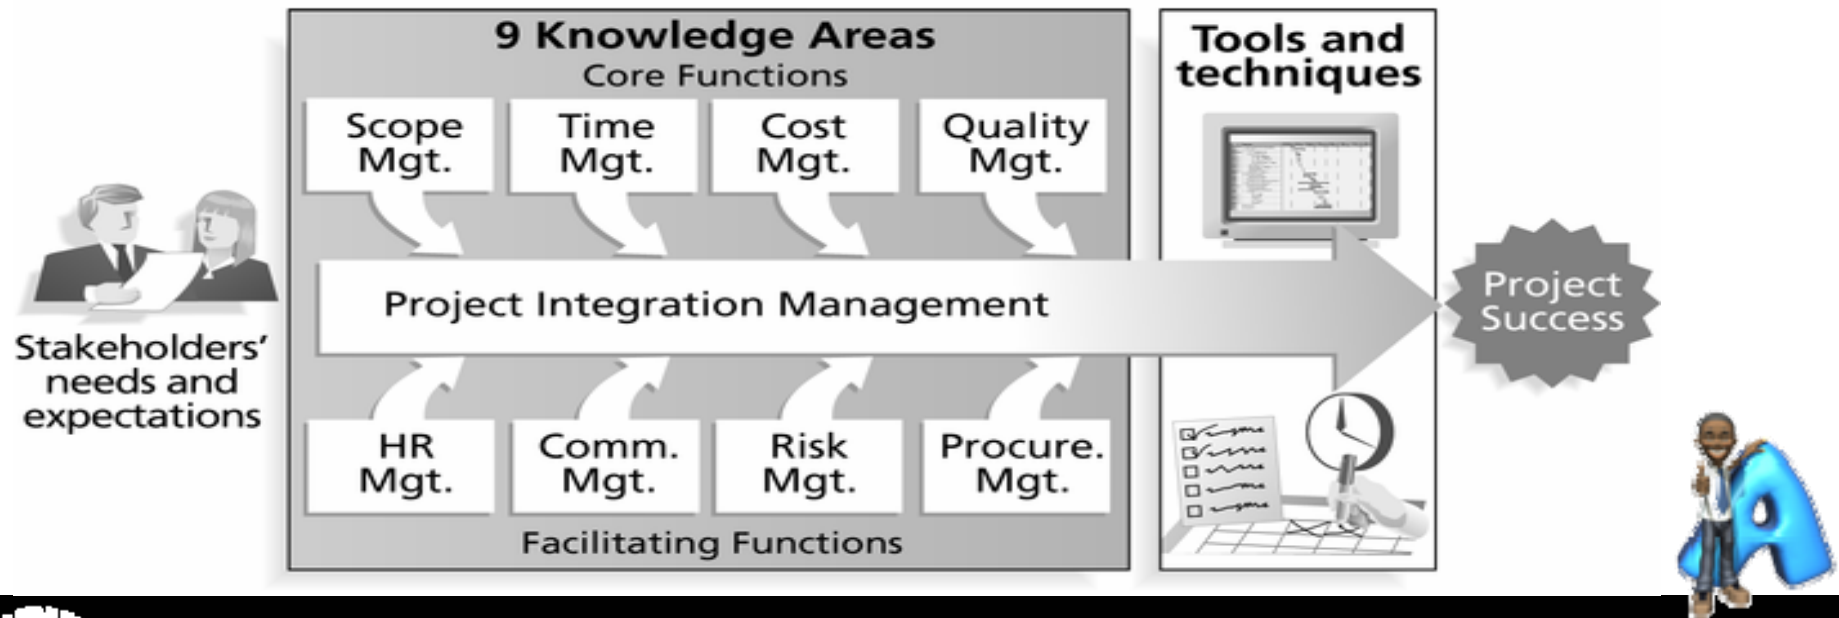 9 Knowledge Areas
Core Functions
Scope
Mgt.
Time
Mgt.
Cost
Mgt.
Quality
Mgt.
Project Integration Management
HR
Mgt.
Comm.
Mgt.
Risk
Mgt.
Procure.
Mgt.
Facilitating Functions
Stakeholders’
needs and
expectations
Tools and
techniques
Project
Success
A